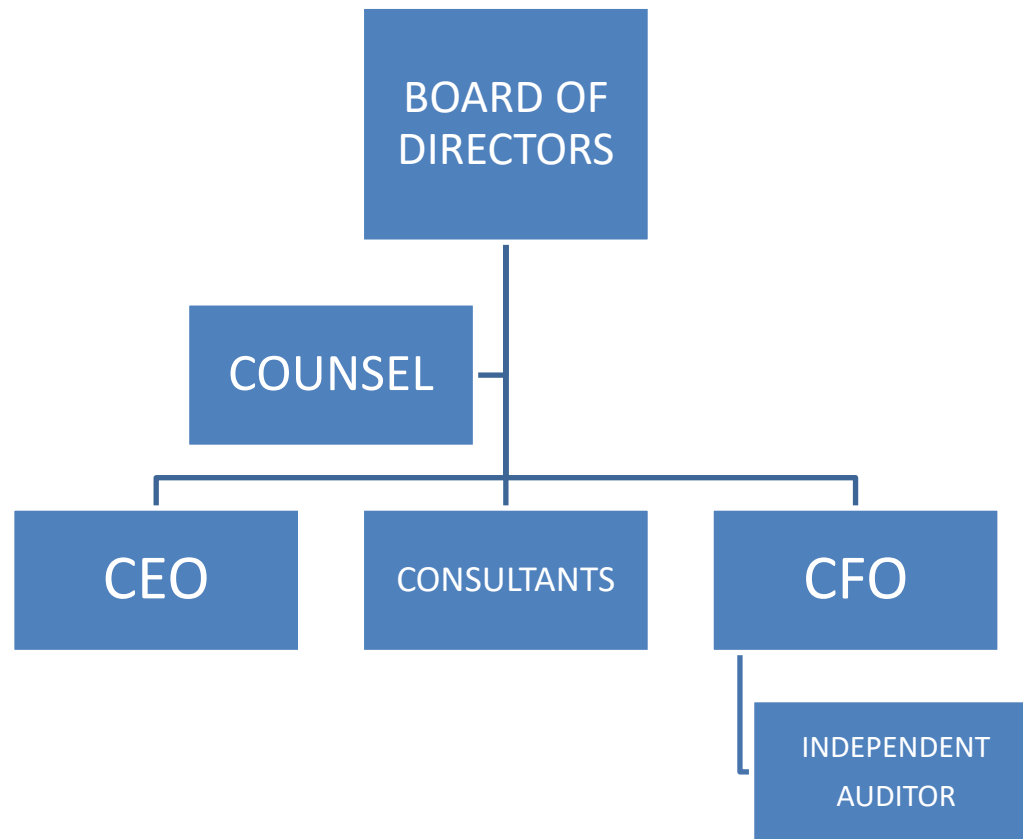 BOARD OF
DIRECTORS
COUNSEL
CEO
CONSULTANTS
CFO
INDEPENDENT
AUDITOR